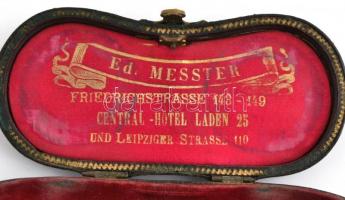 Ed. MESSTER
FRIEDRICHSTRASSE 148 149
CENTRAL-HOTEL LADEN 25
UND LEIPZIGER STRASSE 110